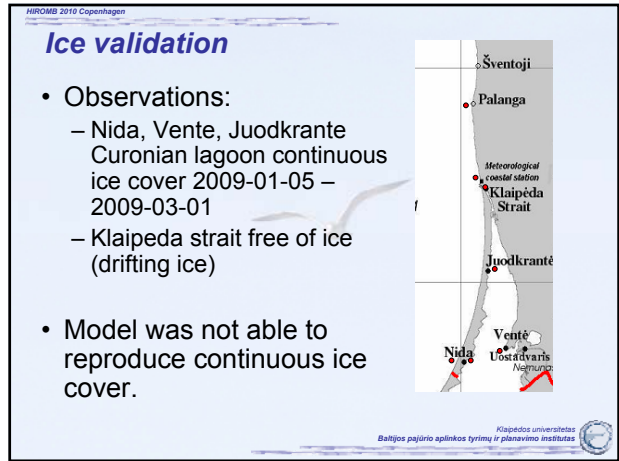 HIROMB 2010 Copenhagen
Ice validation
• Observations:
– Nida, Vente, Juodkrante
Curonian lagoon continuous
ice cover 2009-01-05 –
2009-03-01
– Klaipeda strait free of ice
(drifting ice)
• Model was not able to
reproduce continuous ice
cover.
Šventoji
Palanga
Meteorological
coastal station
Klaipėda
Strait
Juodkrantė
Ventė
Nida
Uostadvaris
Klaipėdos universitetas
Baltijos pajūrio aplinkos tyrimų ir planavimo institutas